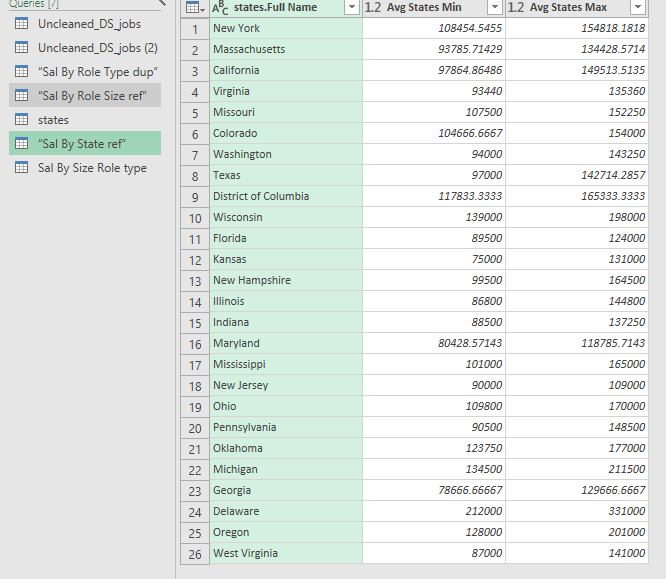 Queries [7]
Uncleaned_DS_jobs
Uncleaned_DS_jobs (2)
"Sal By Role Type dup"
"Sal By Role Size ref"
states
"Sal By State ref"
Sal By Size Role type
ABC states.Full Name 1.2 Avg States Min 1.2 Avg States Max
1 New York 108454.5455 154818.1818
2 Massachusetts 93785.71429 134428.5714
3 California 97864.86486 149513.5135
4 Virginia 93440 135360
5 Missouri 107500 152250
6 Colorado 104666.6667 154000
7 Washington 94000 143250
8 Texas 97000 142714.2857
9 District of Columbia 117833.3333 165333.3333
10 Wisconsin 139000 198000
11 Florida 89500 124000
12 Kansas 75000 131000
13 New Hampshire 99500 164500
14 Illinois 86800 144800
15 Indiana 88500 137250
16 Maryland 80428.57143 118785.7143
17 Mississippi 101000 165000
18 New Jersey 90000 109000
19 Ohio 109800 170000
20 Pennsylvania 90500 148500
21 Oklahoma 123750 177000
22 Michigan 134500 211500
23 Georgia 78666.66667 129666.6667
24 Delaware 212000 331000
25 Oregon 128000 201000
26 West Virginia 87000 141000